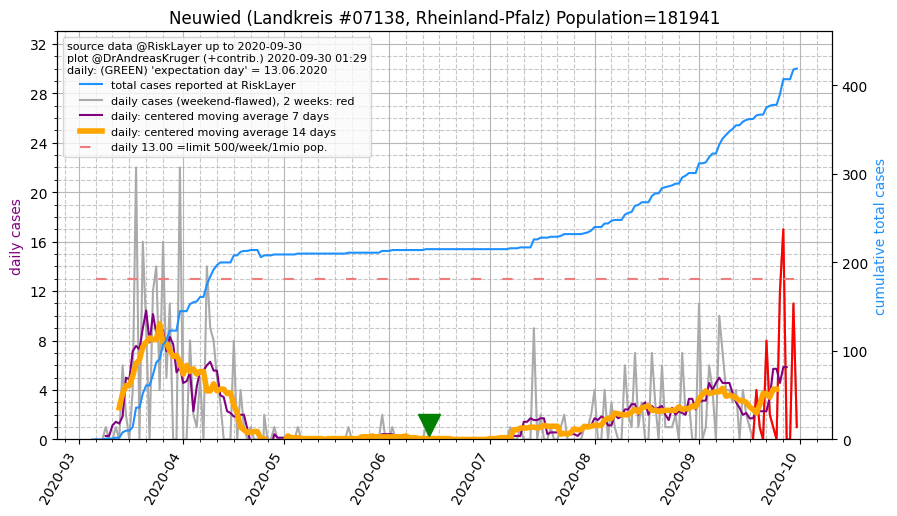 Neuwied (Landkreis #07138, Rheinland-Pfalz) Population=181941
source data @RiskLayer up to 2020-09-30
plot @DrAndreasKruger (+contrib.) 2020-09-30 01:29
daily: (GREEN) 'expectation day' = 13.06.2020
total cases reported at RiskLayer
daily cases (weekend-flawed), 2 weeks: red
daily: centered moving average 7 days
daily: centered moving average 14 days
daily 13.00 =limit 500/week/1mio pop.
daily cases
32
28
24
20
16
12
8
4
0
cumulative total cases
400
300
200
100
0
2020-03
2020-04
2020-05
2020-06
2020-07
2020-08
2020-09
2020-10